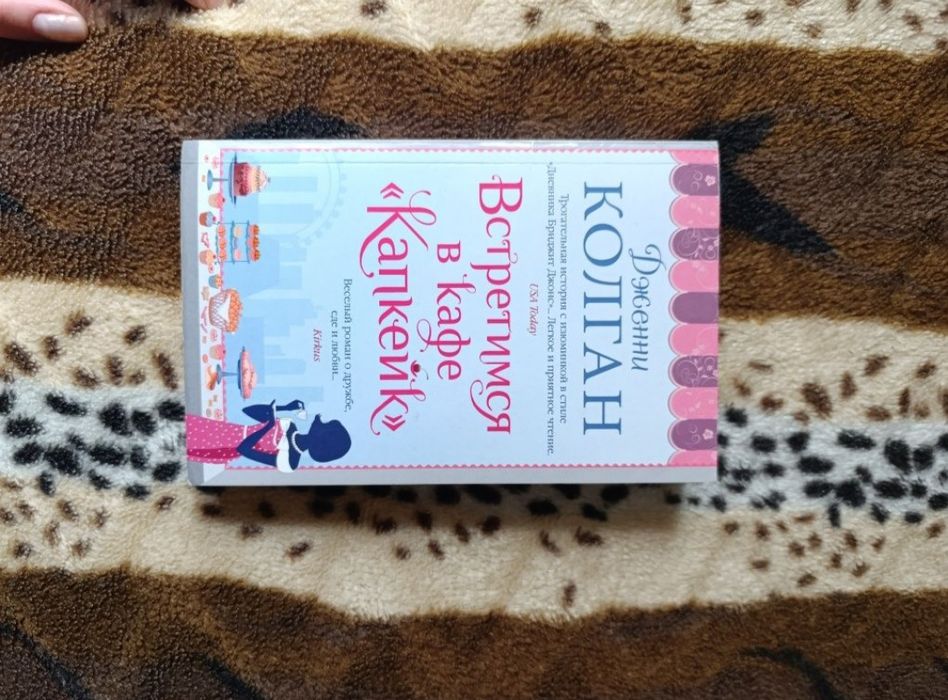 Дженни
КОЛГАН
Трогательная история с изюминкой в стиле
«Дневника Бриджит Джонс»... Легкое и приятное чтение.
USA Today
Встретимся
в кафе
«Капкейк»
Веселый роман о дружбе,
еде и любви...
Kirkus